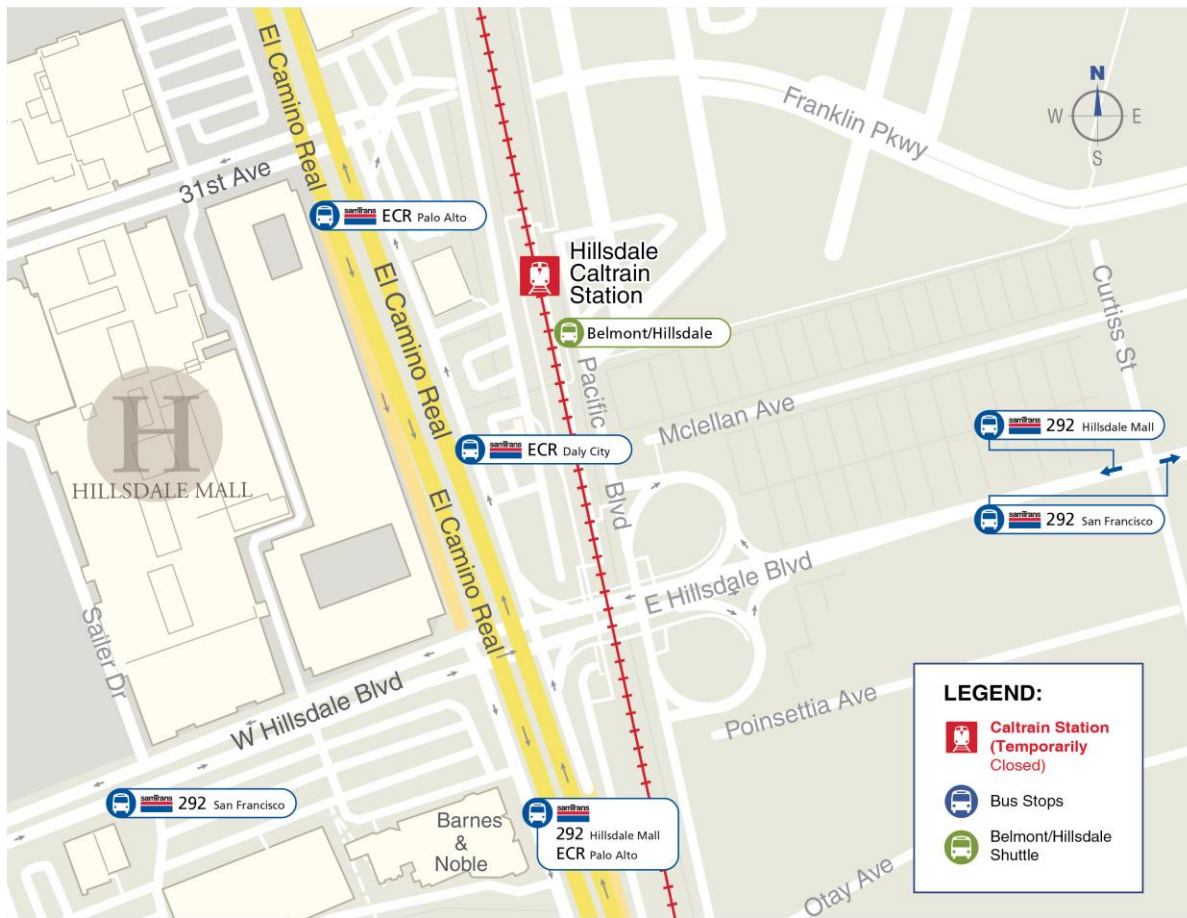 El Camino Real
Franklin Pkwy
N
W
E
S
31st Ave
El Camino Real
samTrans ECR Palo Alto
Hillsdale
Caltrain
Station
El Camino Real
Curtiss St
Belmont/Hillsdale
Pacific
Blvd
Mclellan Ave
H
HILLSDALE MALL
samTrans 292 Hillsdale Mall
samTrans ECR Daly City
El Camino Real
samTrans 292 San Francisco
E Hillsdale Blvd
Sailer Dr
W Hillsdale Blvd
Poinsettia Ave
samTrans 292 San Francisco
Barnes
&
Noble
samTrans
292 Hillsdale Mall
ECR Palo Alto
Otay Ave
LEGEND:
Caltrain Station
(Temporarily
Closed)
Bus Stops
Belmont/Hillsdale
Shuttle